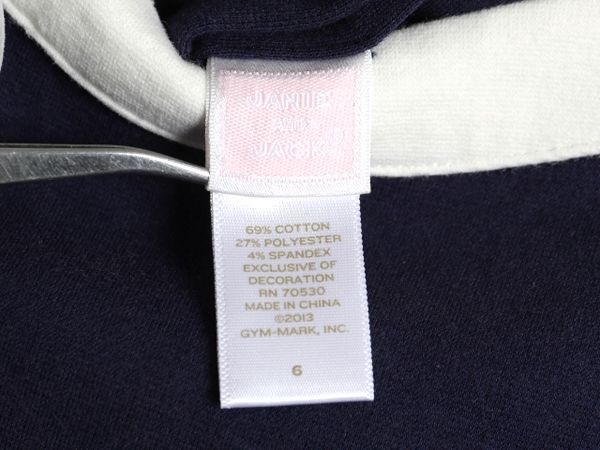 JANIE
AND
JACK®
69% COTTON
27% POLYESTER
4% SPANDEX
EXCLUSIVE OF
DECORATION
RN 70530
MADE IN CHINA
©2013
GYM-MARK, INC.
6